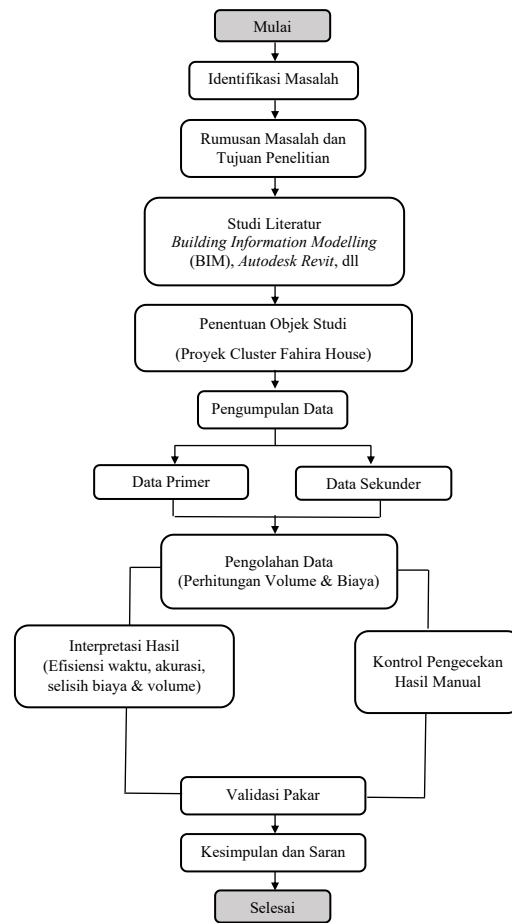 Mulai
Identifikasi Masalah
Rumusan Masalah dan
Tujuan Penelitian
Studi Literatur
Building Information Modelling
(BIM), Autodesk Revit, dll
Penentuan Objek Studi
(Proyek Cluster Fahira House)
Pengumpulan Data
Data Primer
Data Sekunder
Pengolahan Data
(Perhitungan Volume & Biaya)
Interpretasi Hasil
(Efisiensi waktu, akurasi,
selisih biaya & volume)
Kontrol Pengecekan
Hasil Manual
Validasi Pakar
Kesimpulan dan Saran
Selesai